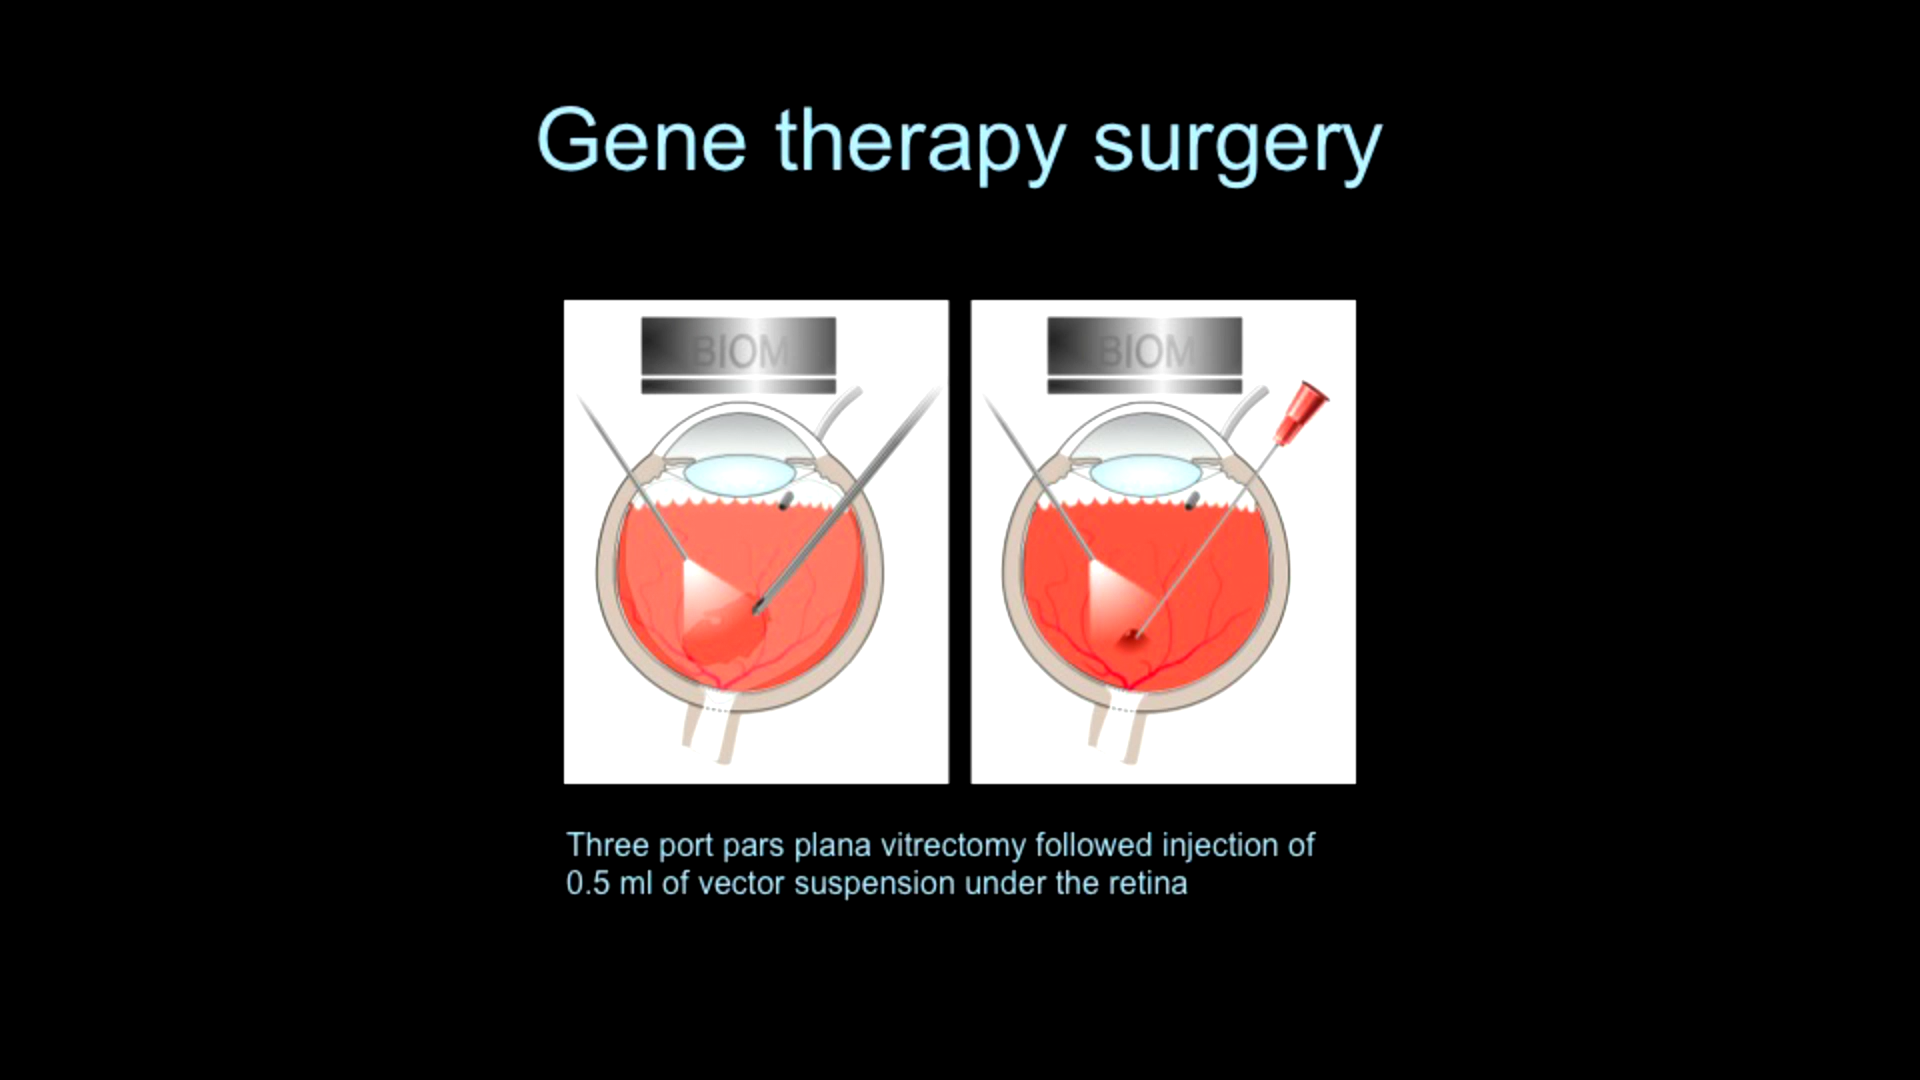 Gene therapy surgery
BIOM
BIOM
Three port pars plana vitrectomy followed injection of
0.5 ml of vector suspension under the retina